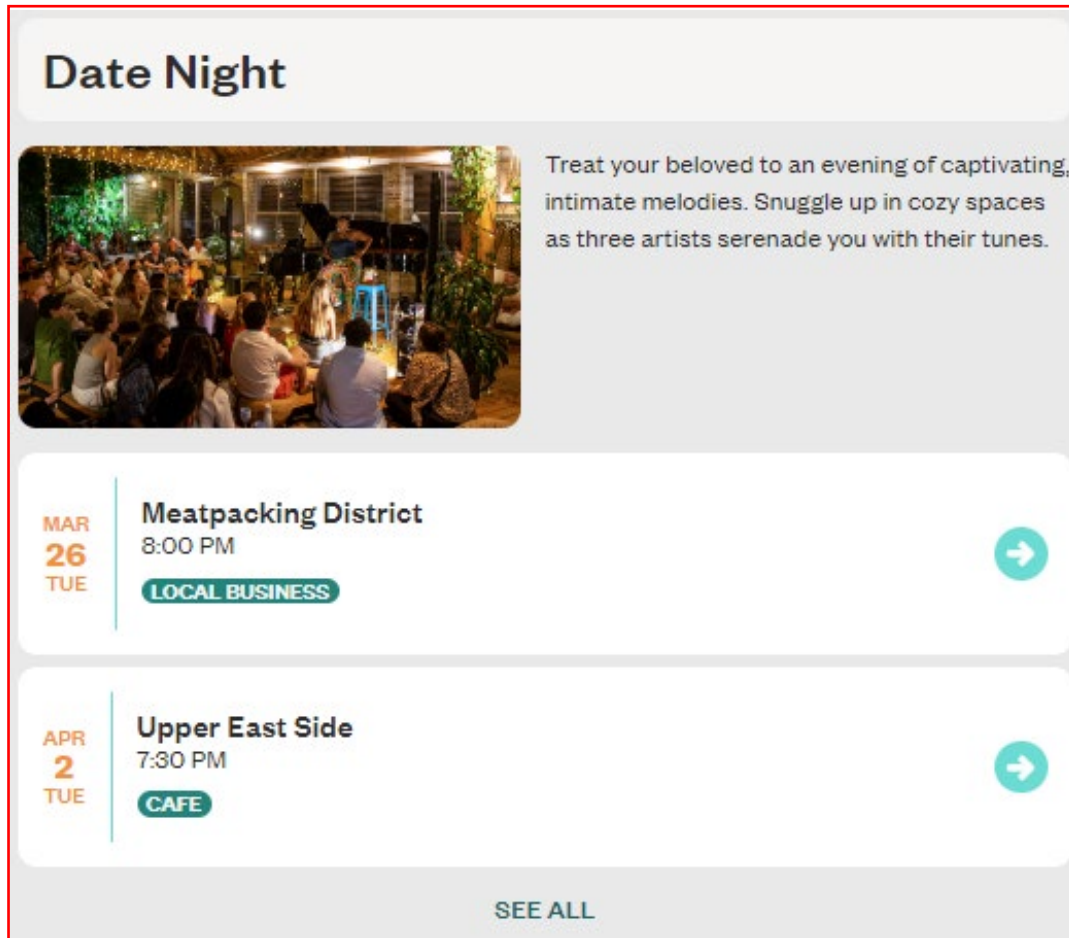 Date Night
Treat your beloved to an evening of captivating,
intimate melodies. Snuggle up in cozy spaces
as three artists serenade you with their tunes.
MAR
26
TUE
Meatpacking District
8:00 PM
LOCAL BUSINESS
APR
2
TUE
Upper East Side
7:30 PM
CAFE
SEE ALL